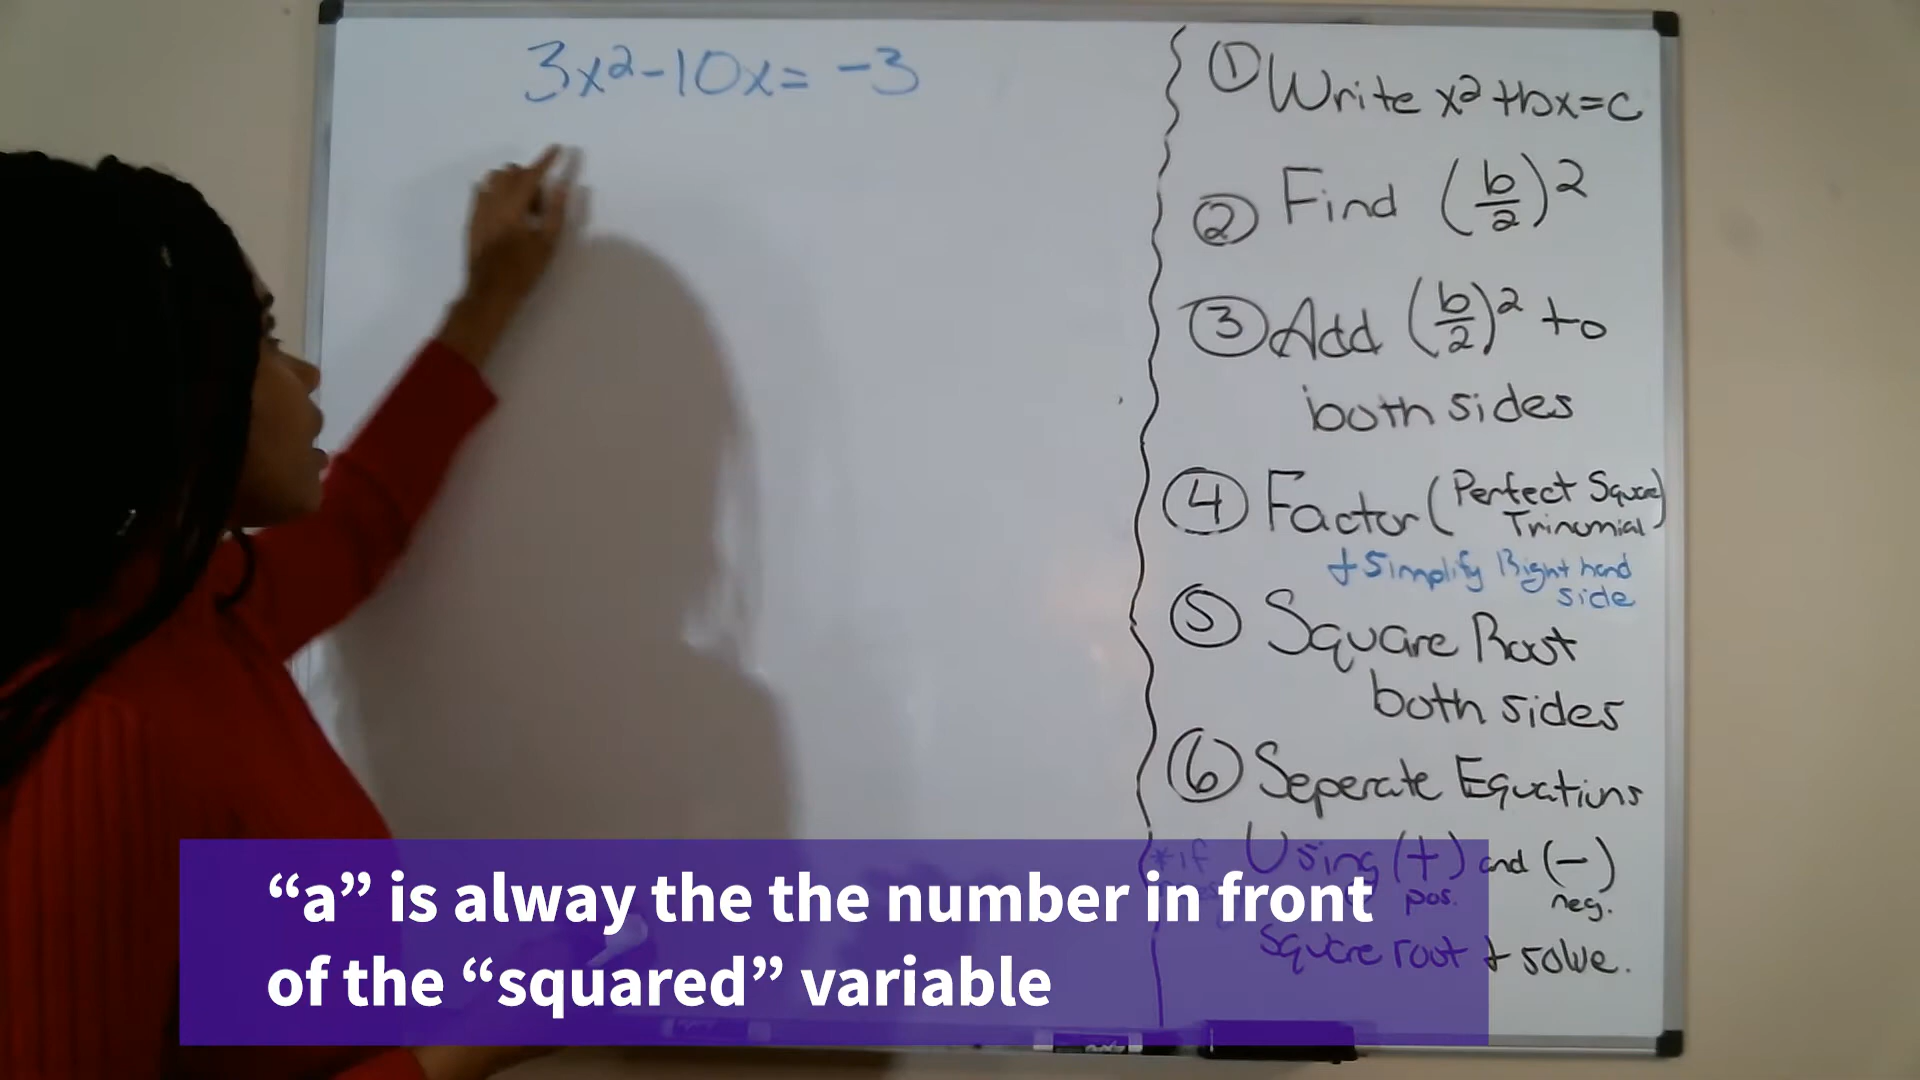 3x²-10x= -3
① Write x²+bx=c
② Find (b/2)²
③ Add (b/2)² to
both sides
④ Factor (Perfect Square
Trinomial)
+ Simplify Right hand
side
⑤ Square Root
both sides
⑥ Seperate Equations
*if Using (+) and (-)
pos. neg.
square root + solve.
“a” is alway the the number in front
of the “squared” variable